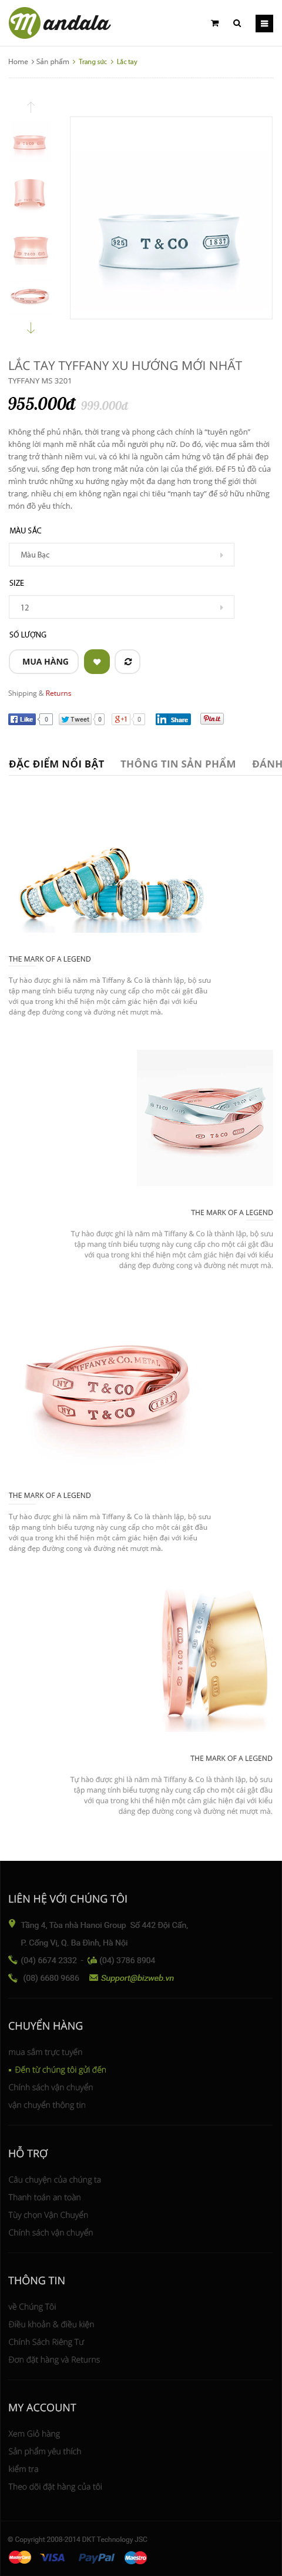 Mandala
Home > Sản phẩm > Trang sức > Lắc tay
925 T & CO 1837
LẮC TAY TYFFANY XU HƯỚNG MỚI NHẤT
TYFFANY MS 3201
955.000đ 999.000đ
Không thể phủ nhận, thời trang và phong cách chính là “tuyên ngôn”
không lời mạnh mẽ nhất của mỗi người phụ nữ. Do đó, việc mua sắm thời
trang trở thành niềm vui, và có khi là nguồn cảm hứng vô tận để phái đẹp
sống vui, sống đẹp hơn trong mắt nửa còn lại của thế giới. Để F5 tủ đồ của
mình trước những xu hướng ngày một đa dạng hơn trong thế giới thời
trang, nhiều chị em không ngần ngại chi tiêu “mạnh tay” để sở hữu những
món đồ yêu thích.
MÀU SẮC
Màu Bạc
SIZE
12
SỐ LƯỢNG
MUA HÀNG
Shipping & Returns
Like 0 Tweet 0 g+1 0 in Share Pin it
ĐẶC ĐIỂM NỔI BẬT THÔNG TIN SẢN PHẨM ĐÁNH
THE MARK OF A LEGEND
Tự hào được ghi là năm mà Tiffany & Co là thành lập, bộ sưu
tập mang tính biểu tượng này cung cấp cho một cái gật đầu
với qua trong khi thể hiện một cảm giác hiện đại với kiểu
dáng đẹp đường cong và đường nét mượt mà.
T & CO
THE MARK OF A LEGEND
Tự hào được ghi là năm mà Tiffany & Co là thành lập, bộ sưu
tập mang tính biểu tượng này cung cấp cho một cái gật đầu
với qua trong khi thể hiện một cảm giác hiện đại với kiểu
dáng đẹp đường cong và đường nét mượt mà.
TIFFANY & CO. METAL
NY T & CO
NY T & CO 1837
THE MARK OF A LEGEND
Tự hào được ghi là năm mà Tiffany & Co là thành lập, bộ sưu
tập mang tính biểu tượng này cung cấp cho một cái gật đầu
với qua trong khi thể hiện một cảm giác hiện đại với kiểu
dáng đẹp đường cong và đường nét mượt mà.
THE MARK OF A LEGEND
Tự hào được ghi là năm mà Tiffany & Co là thành lập, bộ sưu
tập mang tính biểu tượng này cung cấp cho một cái gật đầu
với qua trong khi thể hiện một cảm giác hiện đại với kiểu
dáng đẹp đường cong và đường nét mượt mà.
LIÊN HỆ VỚI CHÚNG TÔI
Tầng 4, Tòa nhà Hanoi Group Số 442 Đội Cấn,
P. Cống Vị, Q. Ba Đình, Hà Nội
(04) 6674 2332 - (04) 3786 8904
(08) 6680 9686 Support@bizweb.vn
CHUYỂN HÀNG
mua sắm trực tuyến
• Đến từ chúng tôi gửi đến
Chính sách vận chuyển
vận chuyển thông tin
HỖ TRỢ
Câu chuyện của chúng ta
Thanh toán an toàn
Tùy chọn Vận Chuyển
Chính sách vận chuyển
THÔNG TIN
về Chúng Tôi
Điều khoản & điều kiện
Chính Sách Riêng Tư
Đơn đặt hàng và Returns
MY ACCOUNT
Xem Giỏ hàng
Sản phẩm yêu thích
kiểm tra
Theo dõi đặt hàng của tôi
© Copyright 2008-2014 DKT Technology JSC
MasterCard VISA PayPal Maestro